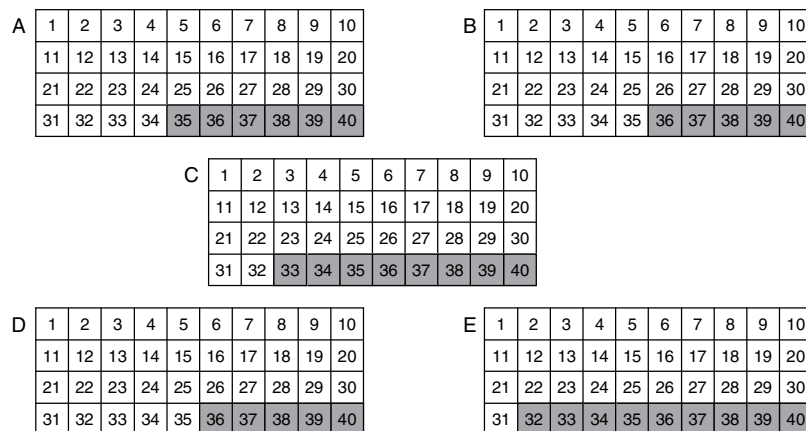 A 1 2 3 4 5 6 7 8 9 10
11 12 13 14 15 16 17 18 19 20
21 22 23 24 25 26 27 28 29 30
31 32 33 34 35 36 37 38 39 40
B 1 2 3 4 5 6 7 8 9 10
11 12 13 14 15 16 17 18 19 20
21 22 23 24 25 26 27 28 29 30
31 32 33 34 35 36 37 38 39 40
C 1 2 3 4 5 6 7 8 9 10
11 12 13 14 15 16 17 18 19 20
21 22 23 24 25 26 27 28 29 30
31 32 33 34 35 36 37 38 39 40
D 1 2 3 4 5 6 7 8 9 10
11 12 13 14 15 16 17 18 19 20
21 22 23 24 25 26 27 28 29 30
31 32 33 34 35 36 37 38 39 40
E 1 2 3 4 5 6 7 8 9 10
11 12 13 14 15 16 17 18 19 20
21 22 23 24 25 26 27 28 29 30
31 32 33 34 35 36 37 38 39 40